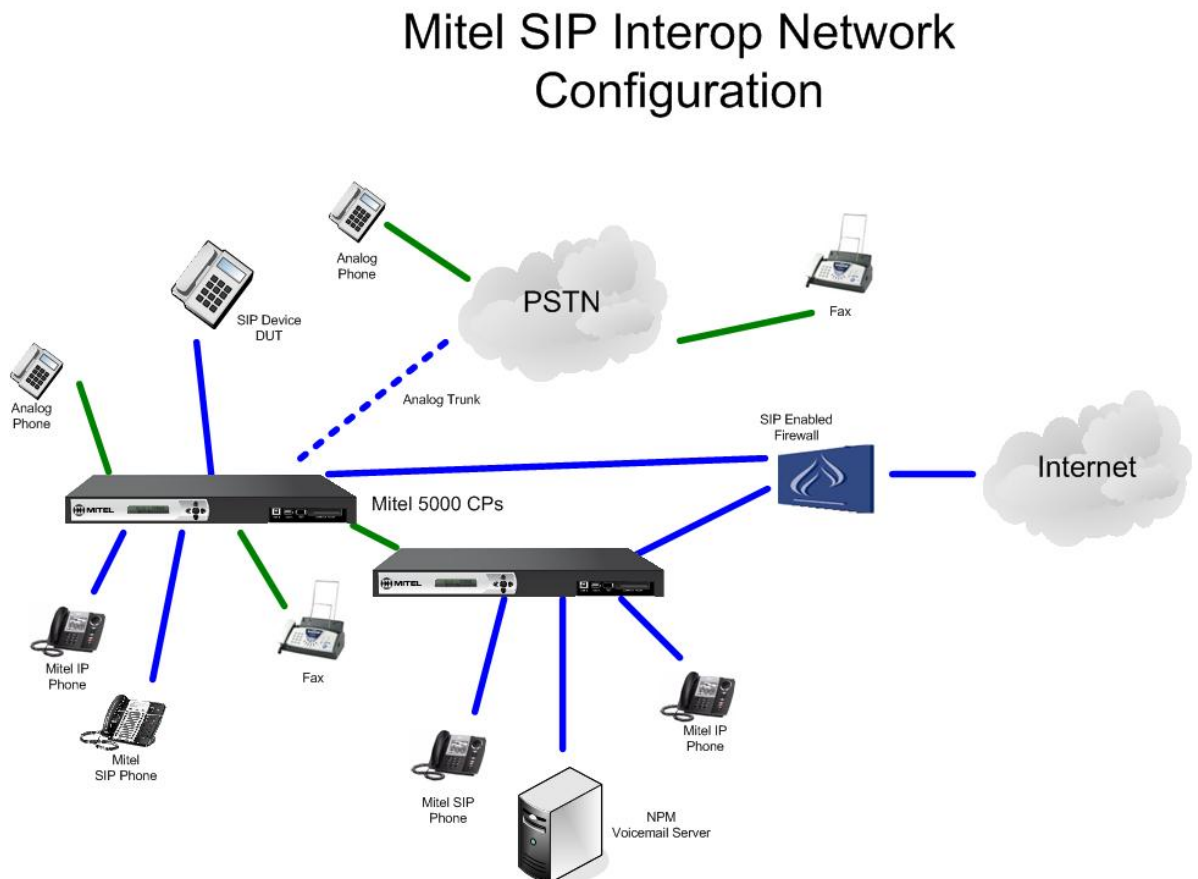 Mitel SIP Interop Network
Configuration
Analog
Phone
PSTN
Fax
SIP Device
DUT
Analog
Phone
Analog Trunk
SIP Enabled
Firewall
Internet
MITEL
Mitel 5000 CPs
MITEL
Mitel IP
Phone
Fax
Mitel
SIP Phone
Mitel IP
Phone
Mitel SIP
Phone
NPM
Voicemail Server